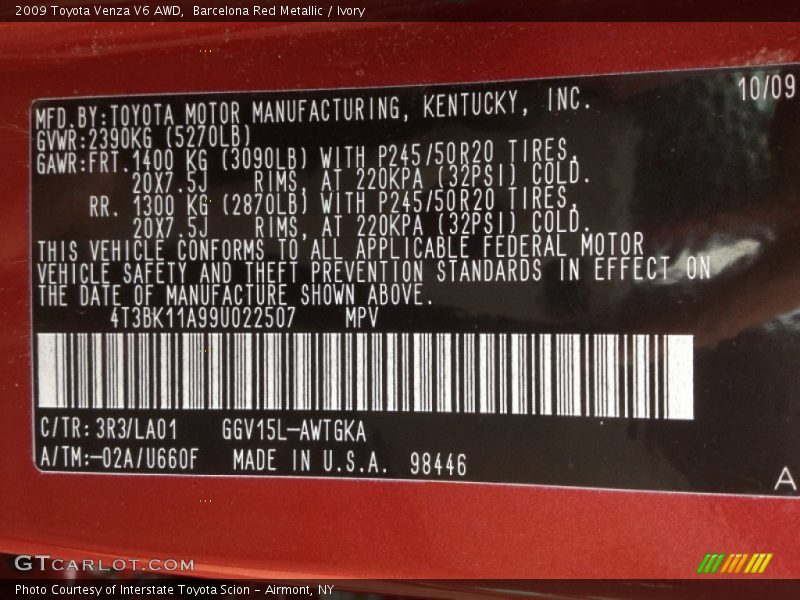 2009 Toyota Venza V6 AWD,  Barcelona Red Metallic / Ivory
10/09
MFD.BY:TOYOTA MOTOR MANUFACTURING, KENTUCKY, INC.
GVWR:2390KG (5270LB)
GAWR:FRT.1400 KG (3090LB) WITH P245/50R20 TIRES,
20X7.5J RIMS, AT 220KPA (32PSI) COLD.
RR. 1300 KG (2870LB) WITH P245/50R20 TIRES,
20X7.5J RIMS, AT 220KPA (32PSI) COLD.
THIS VEHICLE CONFORMS TO ALL APPLICABLE FEDERAL MOTOR
VEHICLE SAFETY AND THEFT PREVENTION STANDARDS IN EFFECT ON
THE DATE OF MANUFACTURE SHOWN ABOVE.
4T3BK11A99U022507 MPV
C/TR: 3R3/LA01 GGV15L-AWTGKA
A/TM:-02A/U660F MADE IN U.S.A. 98446
A
GTCARLOT.COM
Photo Courtesy of Interstate Toyota Scion - Airmont, NY